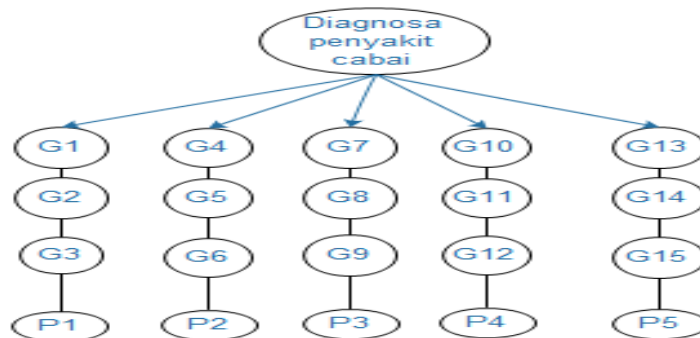 Diagnosa
penyakit
cabai
G1 G4 G7 G10 G13
G2 G5 G8 G11 G14
G3 G6 G9 G12 G15
P1 P2 P3 P4 P5